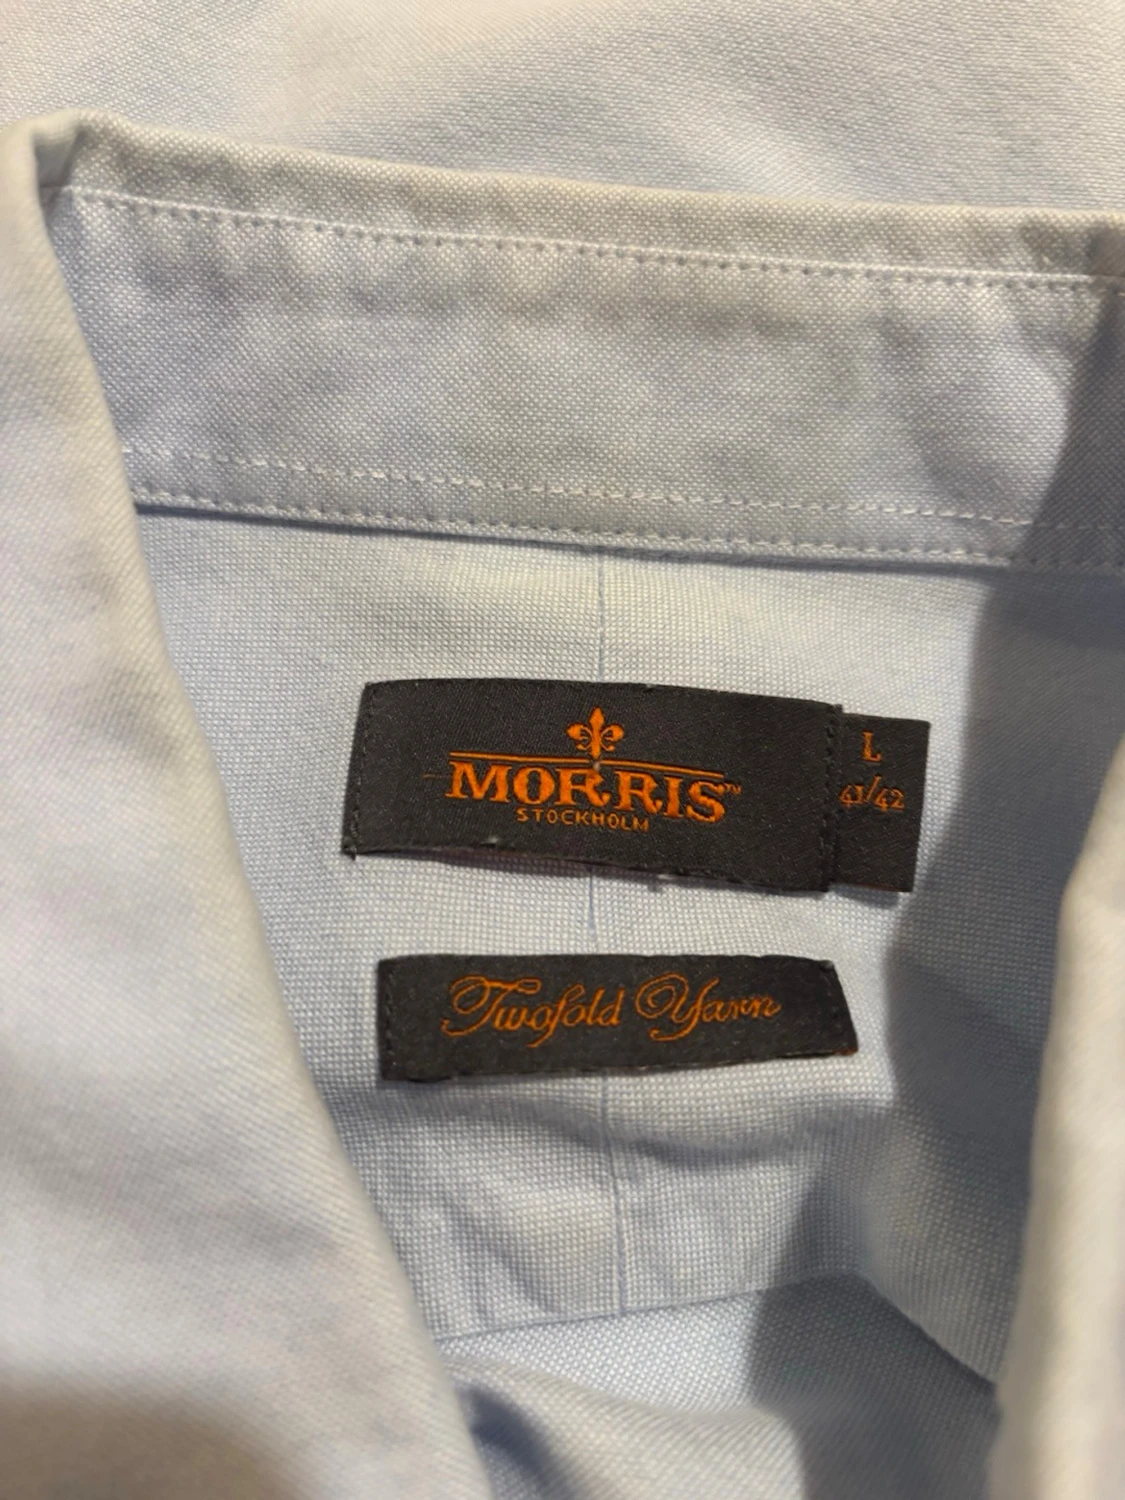 MORRIS™
STOCKHOLM
L
41/42
Twofold Yarn